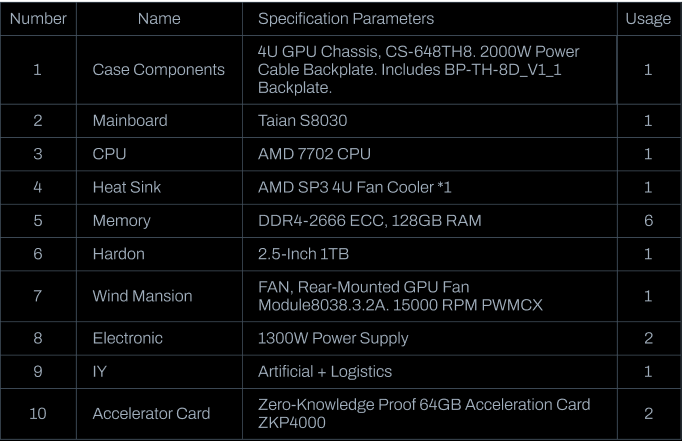 Number Name Specification Parameters Usage
1 Case Components 4U GPU Chassis, CS-648TH8. 2000W Power
Cable Backplate. Includes BP-TH-8D_V1_1
Backplate. 1
2 Mainboard Taian S8030 1
3 CPU AMD 7702 CPU 1
4 Heat Sink AMD SP3 4U Fan Cooler *1 1
5 Memory DDR4-2666 ECC, 128GB RAM 6
6 Hardon 2.5-Inch 1TB 1
7 Wind Mansion FAN, Rear-Mounted GPU Fan
Module8038.3.2A. 15000 RPM PWMCX 1
8 Electronic 1300W Power Supply 2
9 IY Artificial + Logistics 1
10 Accelerator Card Zero-Knowledge Proof 64GB Acceleration Card
ZKP4000 2